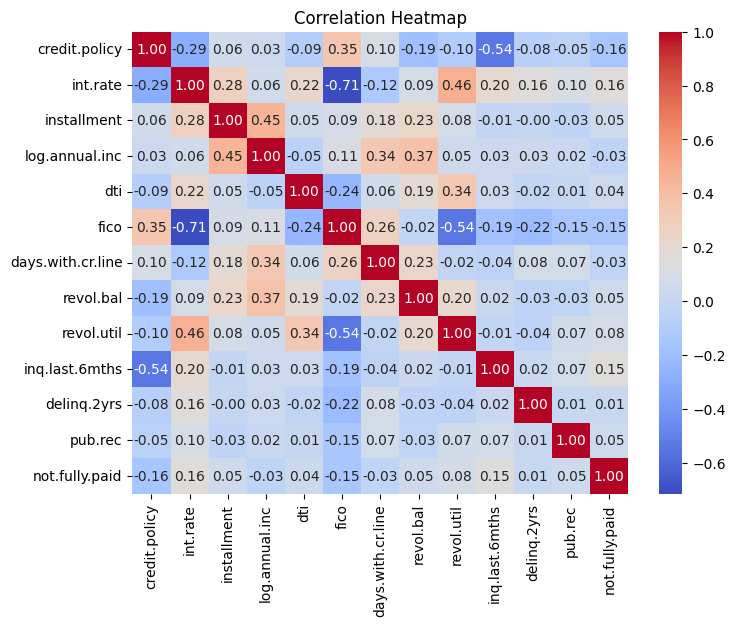 Correlation Heatmap
credit.policy 1.00 -0.29 0.06 0.03 -0.09 0.35 0.10 -0.19 -0.10 -0.54 -0.08 -0.05 -0.16
int.rate -0.29 1.00 0.28 0.06 0.22 -0.71 -0.12 0.09 0.46 0.20 0.16 0.10 0.16
installment 0.06 0.28 1.00 0.45 0.05 0.09 0.18 0.23 0.08 -0.01 -0.00 -0.03 0.05
log.annual.inc 0.03 0.06 0.45 1.00 -0.05 0.11 0.34 0.37 0.05 0.03 0.03 0.02 -0.03
dti -0.09 0.22 0.05 -0.05 1.00 -0.24 0.06 0.19 0.34 0.03 -0.02 0.01 0.04
fico 0.35 -0.71 0.09 0.11 -0.24 1.00 0.26 -0.02 -0.54 -0.19 -0.22 -0.15 -0.15
days.with.cr.line 0.10 -0.12 0.18 0.34 0.06 0.26 1.00 0.23 -0.02 -0.04 0.08 0.07 -0.03
revol.bal -0.19 0.09 0.23 0.37 0.19 -0.02 0.23 1.00 0.20 0.02 -0.03 -0.03 0.05
revol.util -0.10 0.46 0.08 0.05 0.34 -0.54 -0.02 0.20 1.00 -0.01 -0.04 0.07 0.08
inq.last.6mths -0.54 0.20 -0.01 0.03 0.03 -0.19 -0.04 0.02 -0.01 1.00 0.02 0.07 0.15
delinq.2yrs -0.08 0.16 -0.00 0.03 -0.02 -0.22 0.08 -0.03 -0.04 0.02 1.00 0.01 0.01
pub.rec -0.05 0.10 -0.03 0.02 0.01 -0.15 0.07 -0.03 0.07 0.07 0.01 1.00 0.05
not.fully.paid -0.16 0.16 0.05 -0.03 0.04 -0.15 -0.03 0.05 0.08 0.15 0.01 0.05 1.00
credit.policy
int.rate
installment
log.annual.inc
dti
fico
days.with.cr.line
revol.bal
revol.util
inq.last.6mths
delinq.2yrs
pub.rec
not.fully.paid
1.0
0.8
0.6
0.4
0.2
0.0
-0.2
-0.4
-0.6